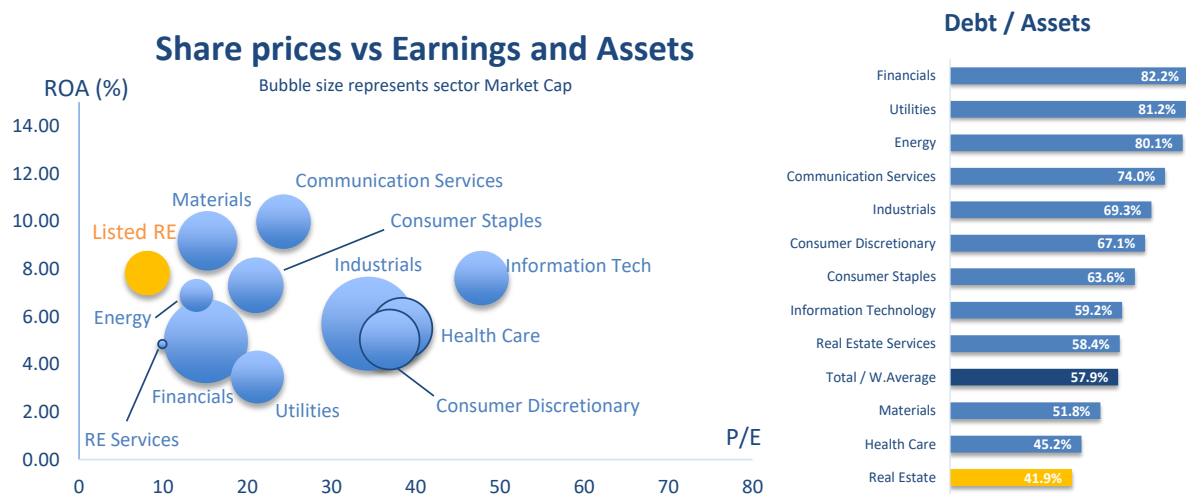 Share prices vs Earnings and Assets
Bubble size represents sector Market Cap
ROA (%)
14.00
12.00
10.00
8.00
6.00
4.00
2.00
0.00
Communication Services
Materials
Consumer Staples
Listed RE
Industrials
Information Tech
Energy
Health Care
Financials
Consumer Discretionary
Utilities
RE Services
P/E
0 10 20 30 40 50 60 70 80
Debt / Assets
Financials 82.2%
Utilities 81.2%
Energy 80.1%
Communication Services 74.0%
Industrials 69.3%
Consumer Discretionary 67.1%
Consumer Staples 63.6%
Information Technology 59.2%
Real Estate Services 58.4%
Total / W.Average 57.9%
Materials 51.8%
Health Care 45.2%
Real Estate 41.9%